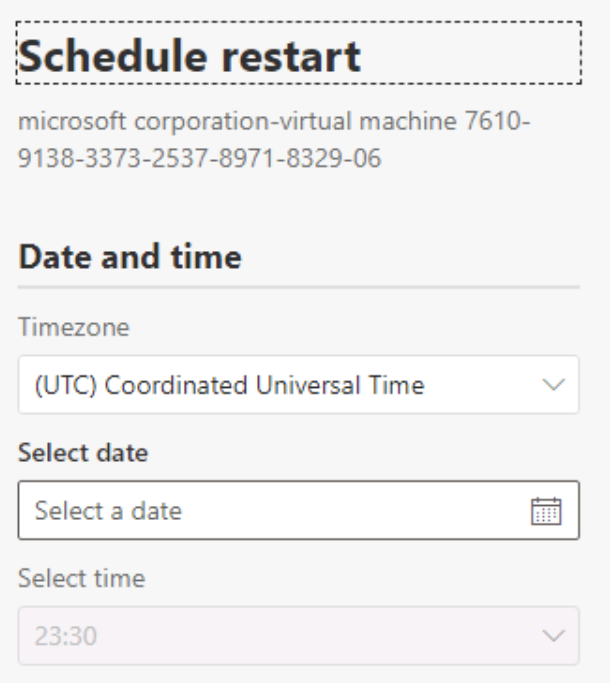 Schedule restart
microsoft corporation-virtual machine 7610-
9138-3373-2537-8971-8329-06
Date and time
Timezone
(UTC) Coordinated Universal Time
Select date
Select a date
Select time
23:30